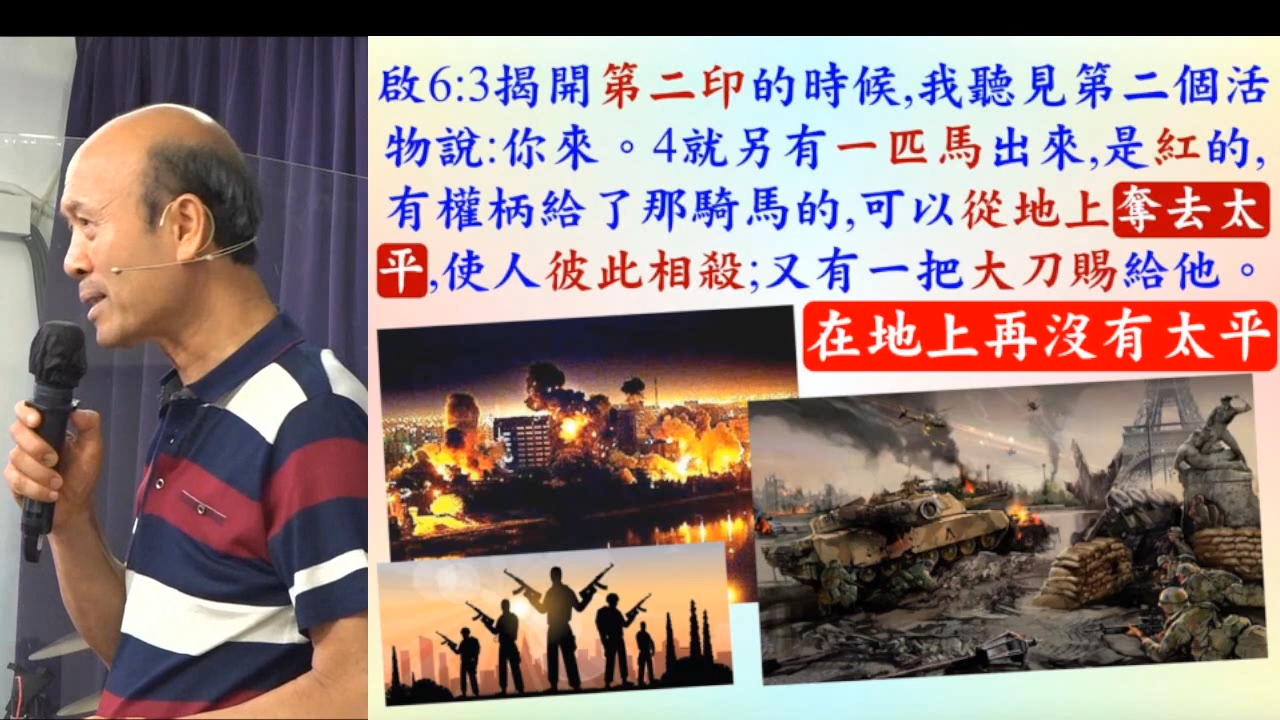 啟6:3揭開第二印的時候,我聽見第二個活
物說:你來。4就另有一匹馬出來,是紅的,
有權柄給了那騎馬的,可以從地上奪去太
平,使人彼此相殺;又有一把大刀賜給他。
在地上再沒有太平